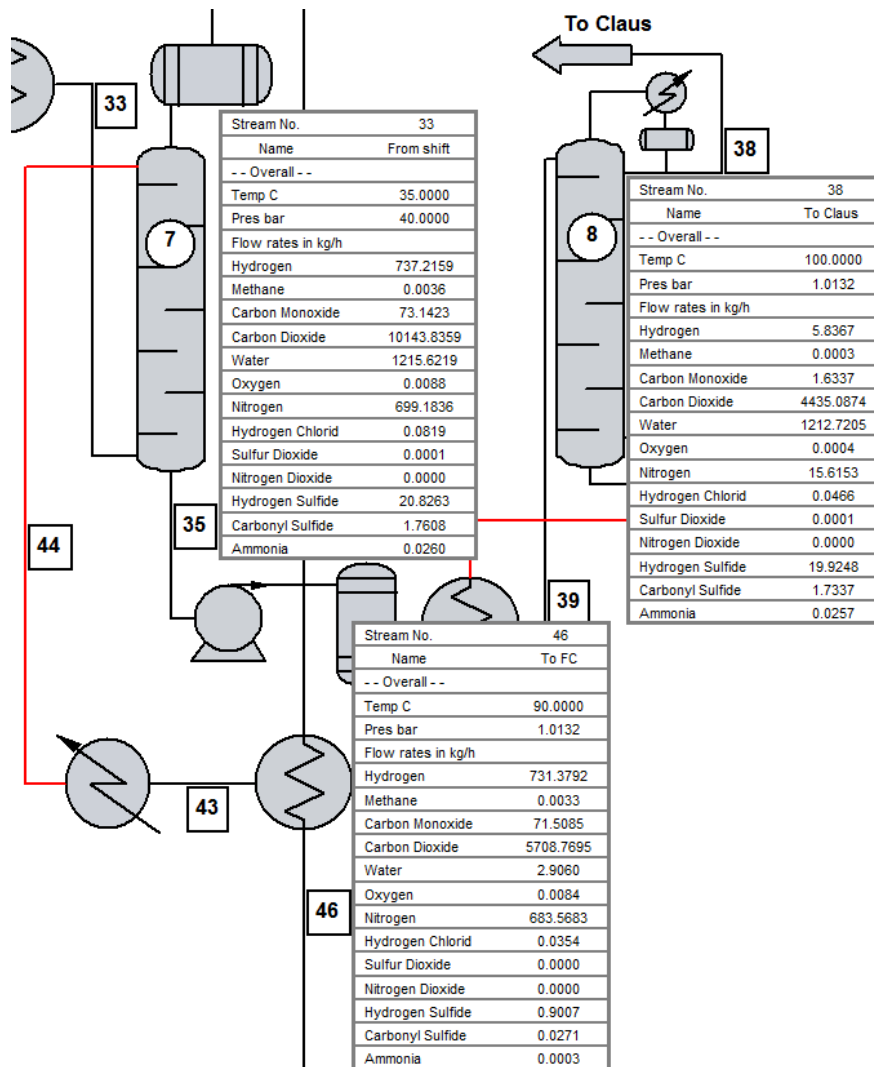 To Claus
33
Stream No. 33
Name From shift
- - Overall - -
Temp C 35.0000
Pres bar 40.0000
Flow rates in kg/h
Hydrogen 737.2159
Methane 0.0036
Carbon Monoxide 73.1423
Carbon Dioxide 10143.8359
Water 1215.6219
Oxygen 0.0088
Nitrogen 699.1836
Hydrogen Chlorid 0.0819
Sulfur Dioxide 0.0001
Nitrogen Dioxide 0.0000
Hydrogen Sulfide 20.8263
Carbonyl Sulfide 1.7608
Ammonia 0.0260
38
Stream No. 38
Name To Claus
- - Overall - -
Temp C 100.0000
Pres bar 1.0132
Flow rates in kg/h
Hydrogen 5.8367
Methane 0.0003
Carbon Monoxide 1.6337
Carbon Dioxide 4435.0874
Water 1212.7205
Oxygen 0.0004
Nitrogen 15.6153
Hydrogen Chlorid 0.0466
Sulfur Dioxide 0.0001
Nitrogen Dioxide 0.0000
Hydrogen Sulfide 19.9248
Carbonyl Sulfide 1.7337
Ammonia 0.0257
7
8
35
44
39
Stream No. 46
Name To FC
- - Overall - -
Temp C 90.0000
Pres bar 1.0132
Flow rates in kg/h
Hydrogen 731.3792
Methane 0.0033
Carbon Monoxide 71.5085
Carbon Dioxide 5708.7695
Water 2.9060
Oxygen 0.0084
Nitrogen 683.5683
Hydrogen Chlorid 0.0354
Sulfur Dioxide 0.0000
Nitrogen Dioxide 0.0000
Hydrogen Sulfide 0.9007
Carbonyl Sulfide 0.0271
Ammonia 0.0003
43
46